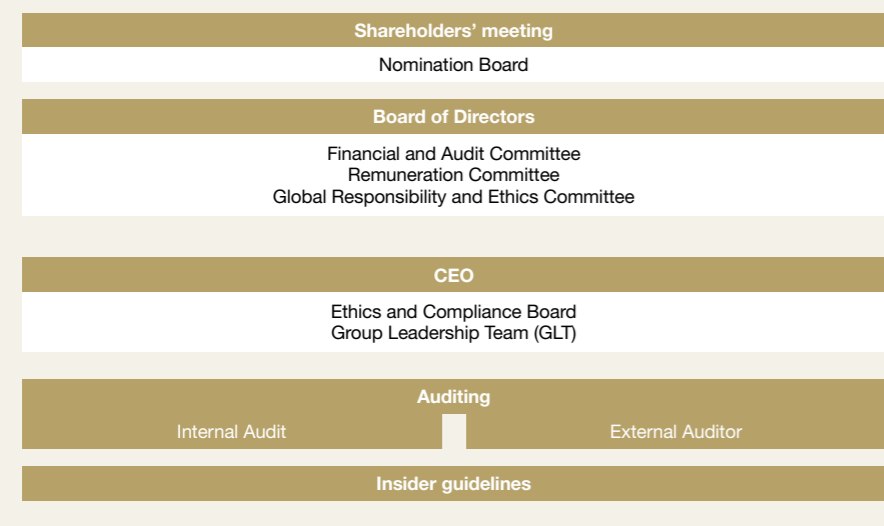 Shareholders’ meeting
Nomination Board
Board of Directors
Financial and Audit Committee
Remuneration Committee
Global Responsibility and Ethics Committee
CEO
Ethics and Compliance Board
Group Leadership Team (GLT)
Auditing
Internal Audit
External Auditor
Insider guidelines